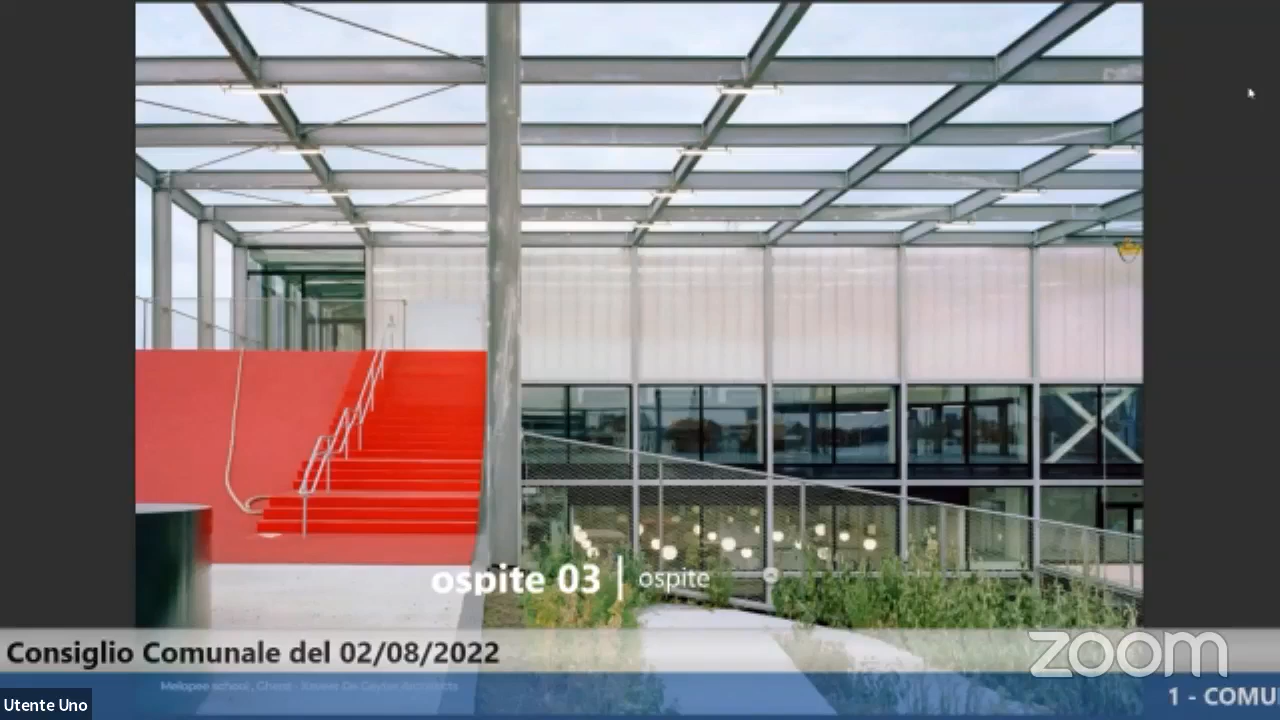 ospite 03 | ospite
Consiglio Comunale del 02/08/2022
zoom
Melopee school, Ghent - Xaveer De Geyter Architects
1 - COMU
Utente Uno